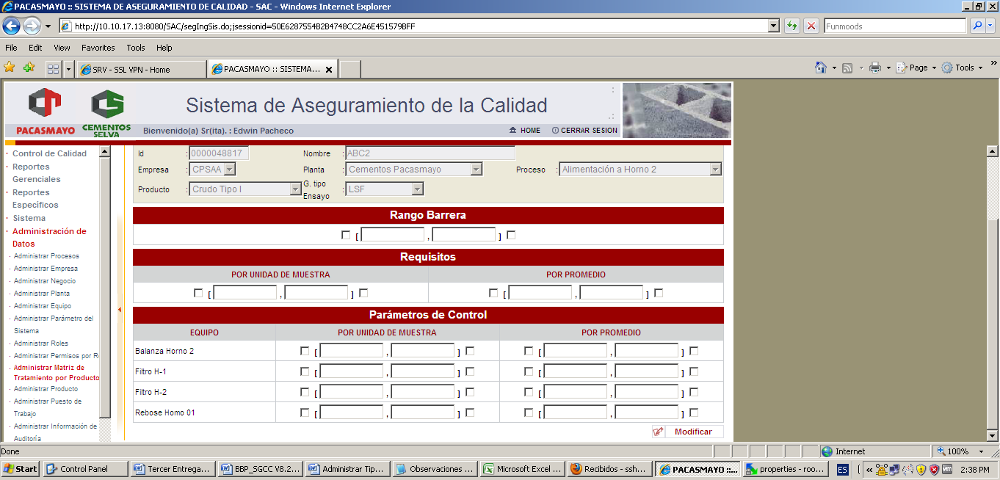 PACASMAYO :: SISTEMA DE ASEGURAMIENTO DE CALIDAD - SAC - Windows Internet Explorer
http://10.10.17.13:8080/SAC/segIngSis.do;jsessionid=50E6287554B2B4748CC2A6E451579BFF
Funmoods
File Edit View Favorites Tools Help
SRV - SSL VPN - Home
PACASMAYO :: SISTEMA...
Page Tools »
PACASMAYO
CEMENTOS SELVA
Sistema de Aseguramiento de la Calidad
Bienvenido(a) Sr(ita). : Edwin Pacheco
HOME
CERRAR SESION
· Control de Calidad
· Reportes
Gerenciales
· Reportes
Específicos
· Sistema
· Administración de
Datos
· Administrar Procesos
· Administrar Empresa
· Administrar Negocio
· Administrar Planta
· Administrar Equipo
· Administrar Parámetro del
Sistema
· Administrar Roles
· Administrar Permisos por R
· Administrar Matriz de
Tratamiento por Producto
· Administrar Producto
· Administrar Puesto de
Trabajo
· Administrar Información de
Auditoría
Id : 0000048817 Nombre : ABC2
Empresa : CPSAA Planta : Cementos Pacasmayo Proceso : Alimentación a Horno 2
Producto : Crudo Tipo I G. tipo Ensayo : LSF
Rango Barrera
[ , ]
Requisitos
POR UNIDAD DE MUESTRA POR PROMEDIO
[ , ] [ , ]
Parámetros de Control
EQUIPO POR UNIDAD DE MUESTRA POR PROMEDIO
Balanza Horno 2 [ , ] [ , ]
Filtro H-1 [ , ] [ , ]
Filtro H-2 [ , ] [ , ]
Rebose Horno 01 [ , ] [ , ]
Modificar
Done
Internet
100%
Start
Control Panel
Tercer Entrega...
BBP_SGCC V8.2...
Administrar Tip...
Observaciones ...
Microsoft Excel ...
Recibidos - ssh...
PACASMAYO ::...
properties - roo...
ES
«
2:38 PM